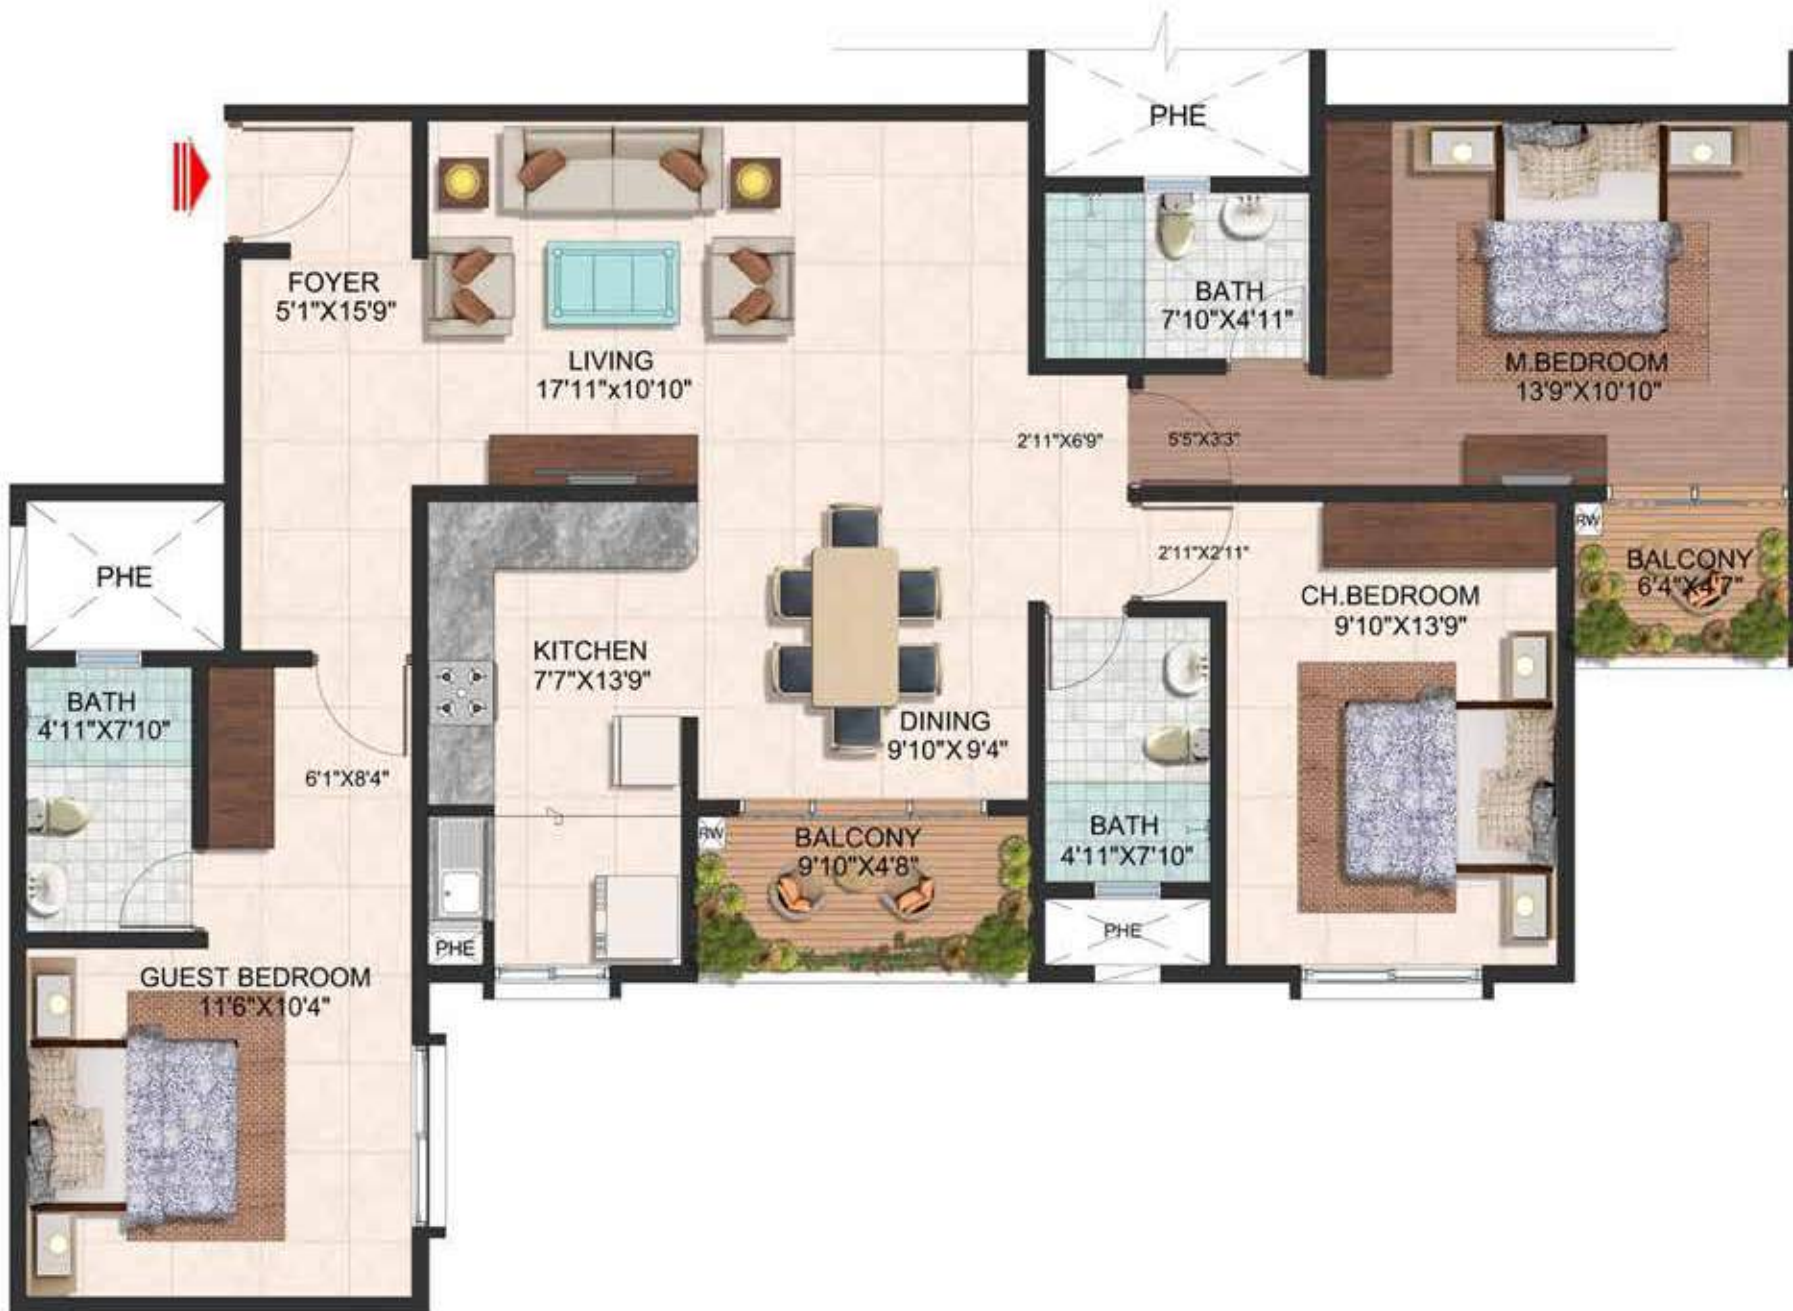 PHE
FOYER
5'1"X15'9"
LIVING
17'11"x10'10"
BATH
7'10"X4'11"
M.BEDROOM
13'9"X10'10"
2'11"X6'9"
5'5"X3'3"
PHE
RW
BALCONY
6'4"X4'7"
2'11"X2'11"
CH.BEDROOM
9'10"X13'9"
KITCHEN
7'7"X13'9"
BATH
4'11"X7'10"
DINING
9'10"X9'4"
6'1"X8'4"
RW
BALCONY
9'10"X4'8"
BATH
4'11"X7'10"
PHE
PHE
GUEST BEDROOM
11'6"X10'4"